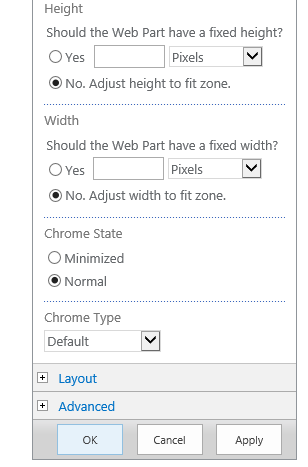 Height
Should the Web Part have a fixed height?
Yes Pixels
No. Adjust height to fit zone.
Width
Should the Web Part have a fixed width?
Yes Pixels
No. Adjust width to fit zone.
Chrome State
Minimized
Normal
Chrome Type
Default
Layout
Advanced
OK Cancel Apply